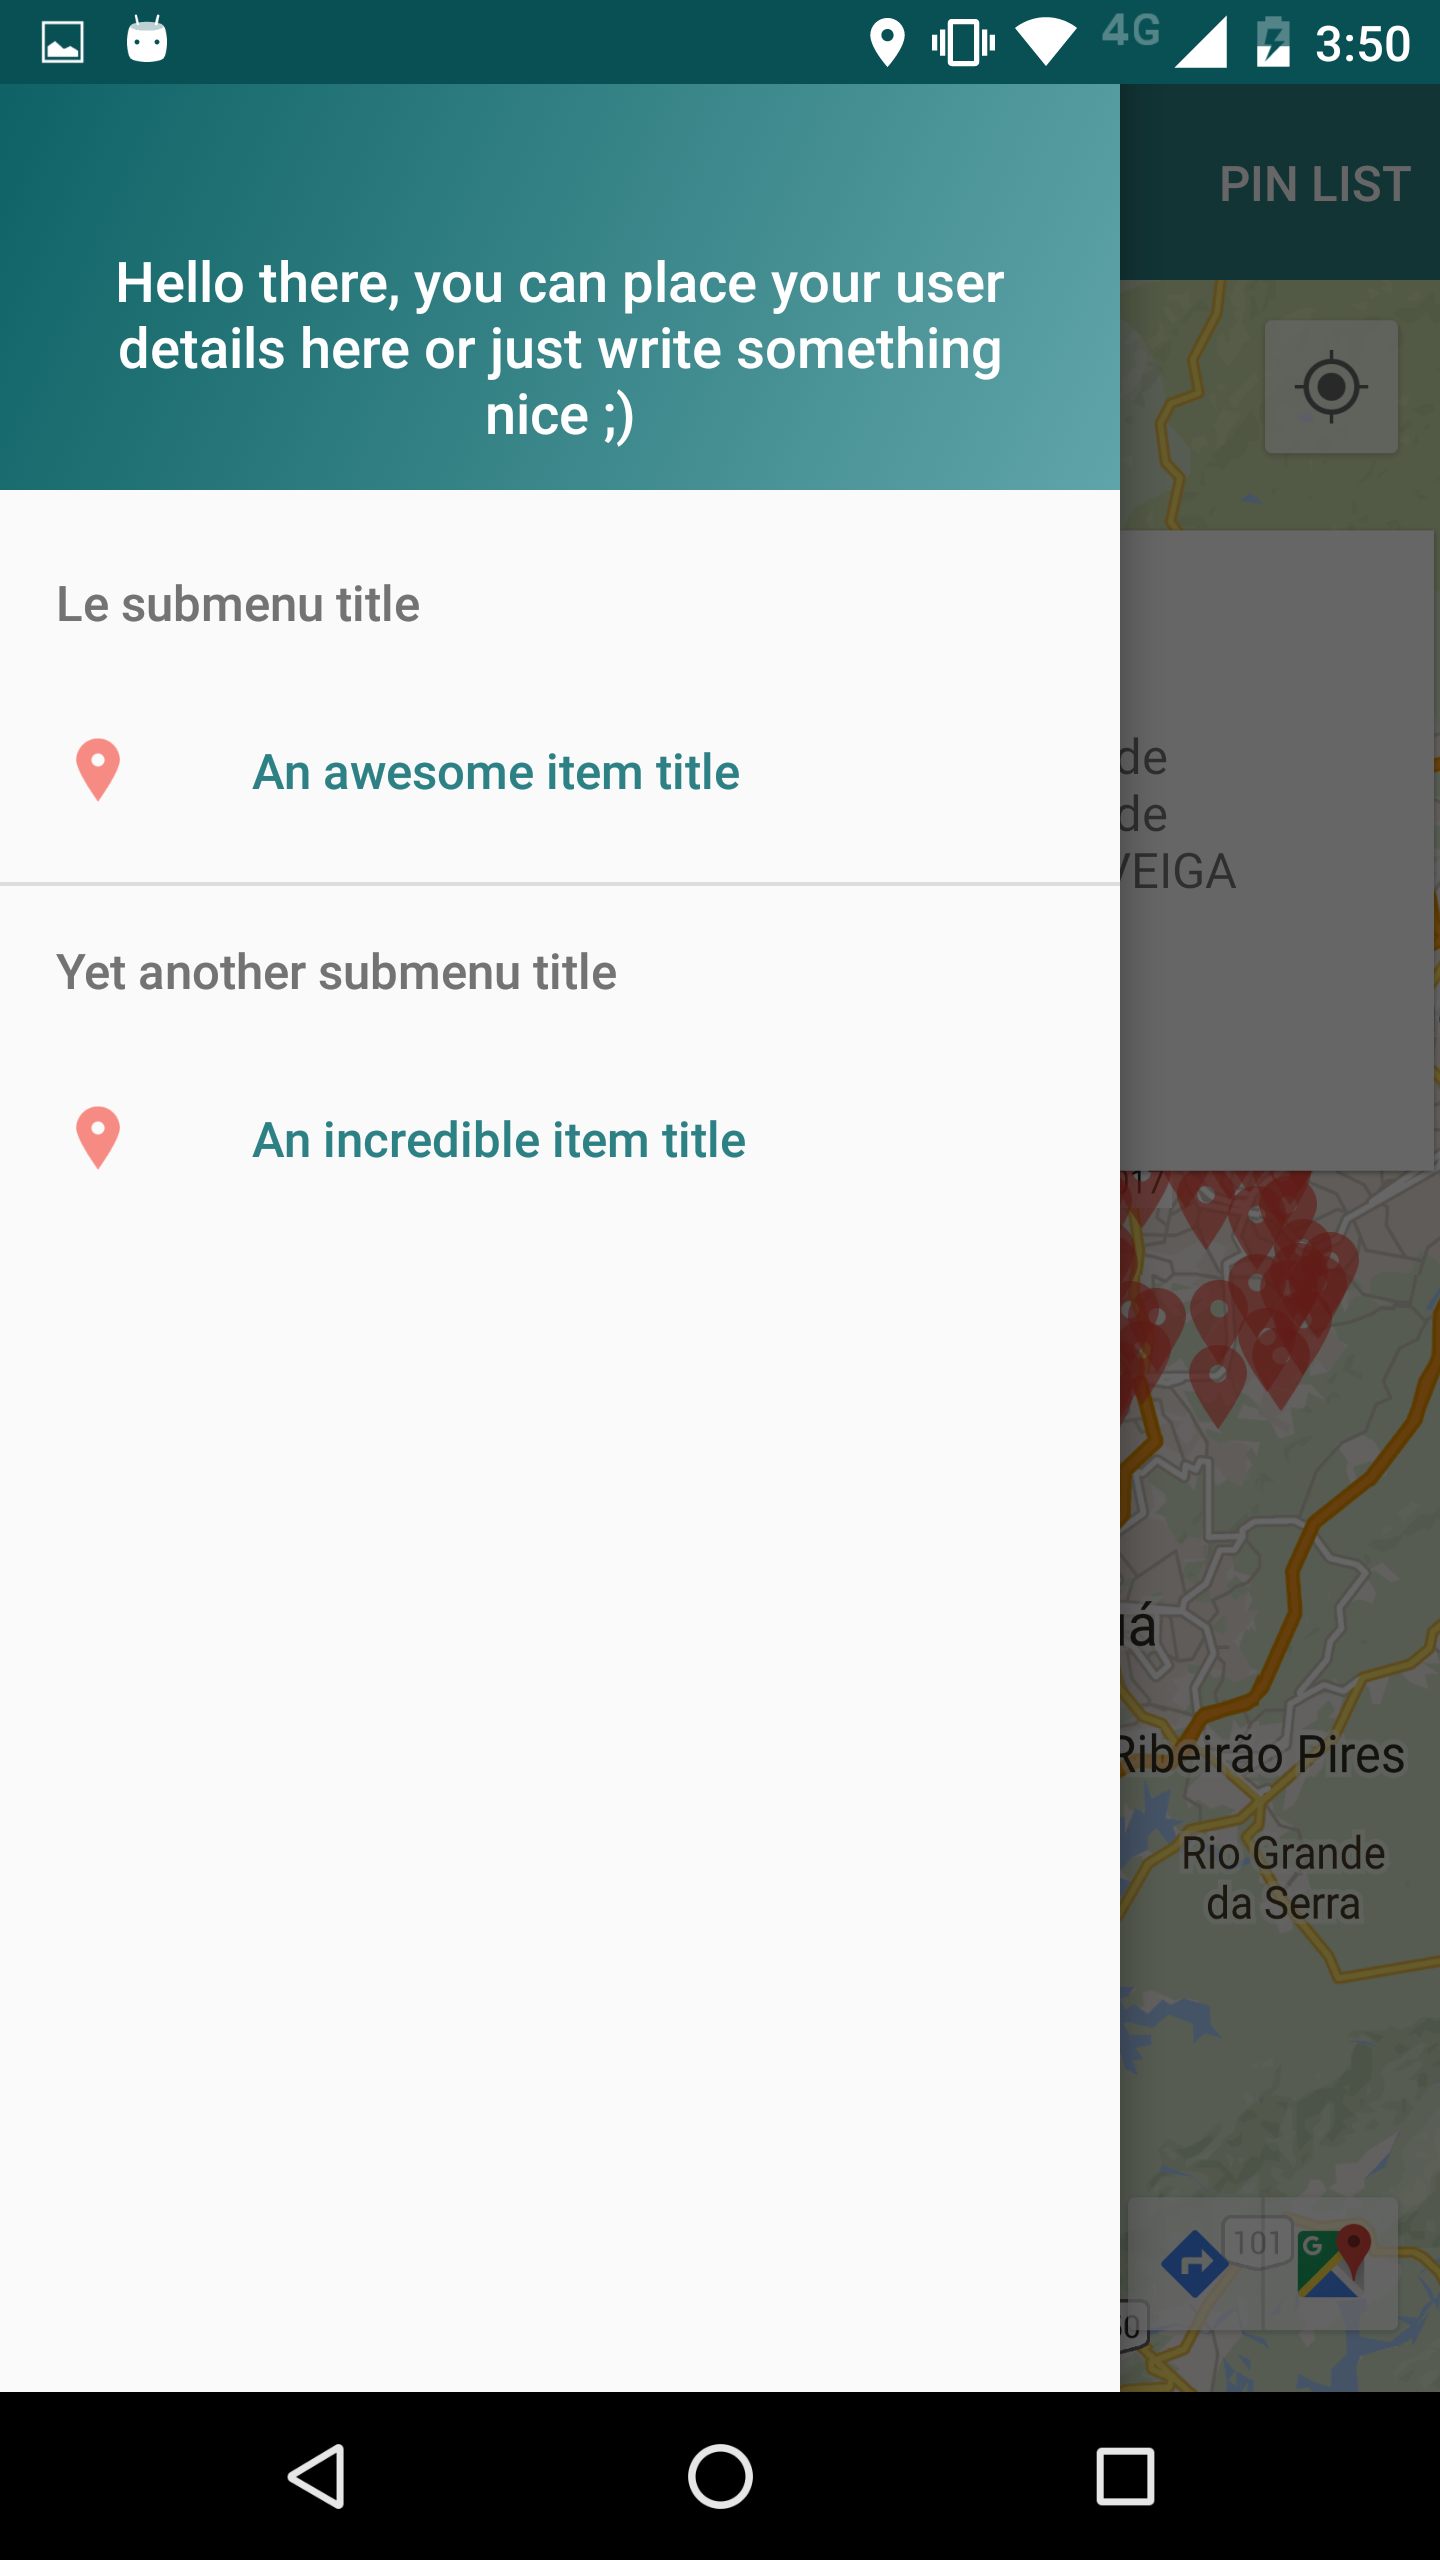 4G 3:50
PIN LIST
Hello there, you can place your user
details here or just write something
nice ;)
Le submenu title
An awesome item title
Yet another submenu title
An incredible item title
de
de
VEIGA
017
Ribeirão Pires
Rio Grande
da Serra
101
G